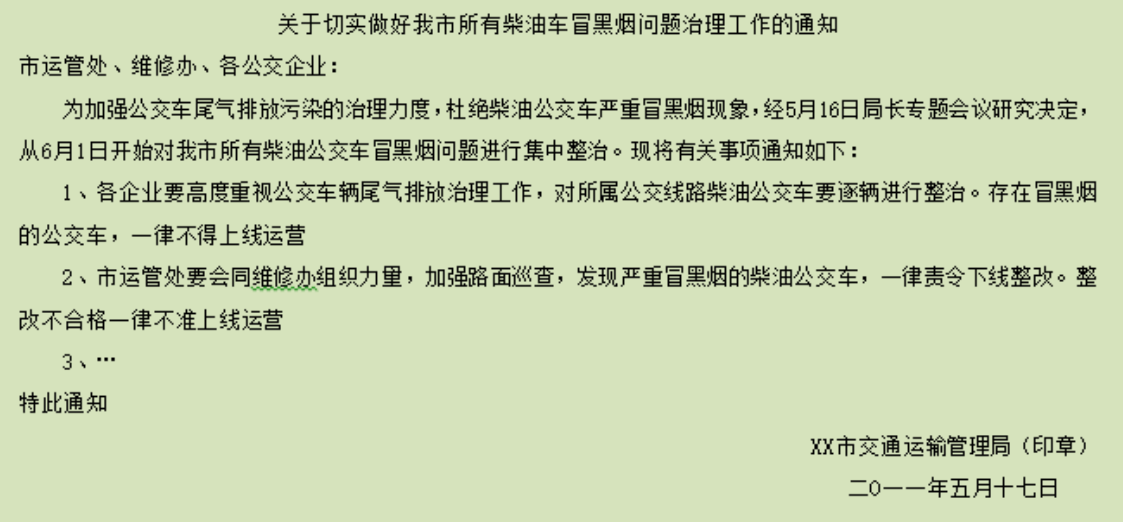 关于切实做好我市所有柴油车冒黑烟问题治理工作的通知
市运管处、维修办、各公交企业：
为加强公交车尾气排放污染的治理力度，杜绝柴油公交车严重冒黑烟现象，经5月16日局长专题会议研究决定，
从6月1日开始对我市所有柴油公交车冒黑烟问题进行集中整治。现将有关事项通知如下：
1、各企业要高度重视公交车辆尾气排放治理工作，对所属公交线路柴油公交车要逐辆进行整治。存在冒黑烟
的公交车，一律不得上线运营
2、市运管处要会同维修办组织力量，加强路面巡查，发现严重冒黑烟的柴油公交车，一律责令下线整改。整
改不合格一律不准上线运营
3、…
特此通知
XX市交通运输管理局（印章）
二O一一年五月十七日